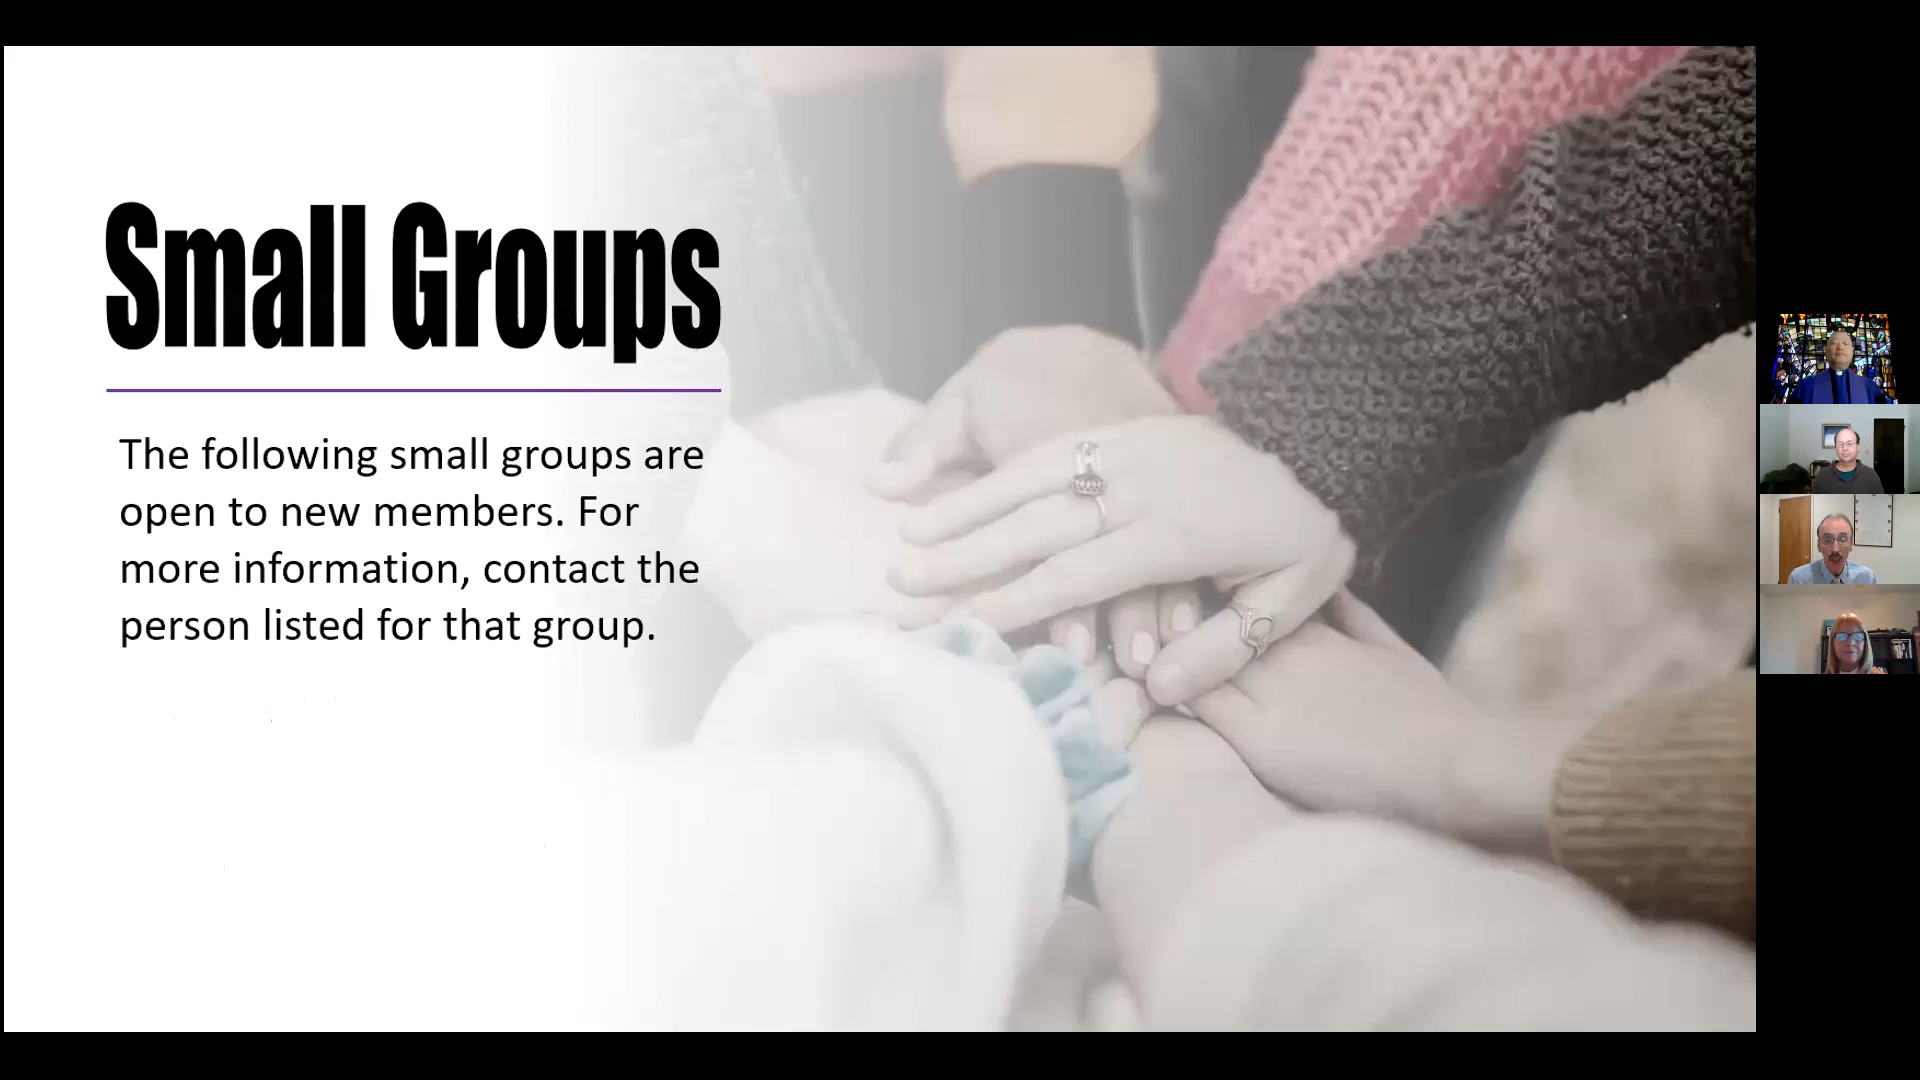 Small Groups
The following small groups are
open to new members. For
more information, contact the
person listed for that group.